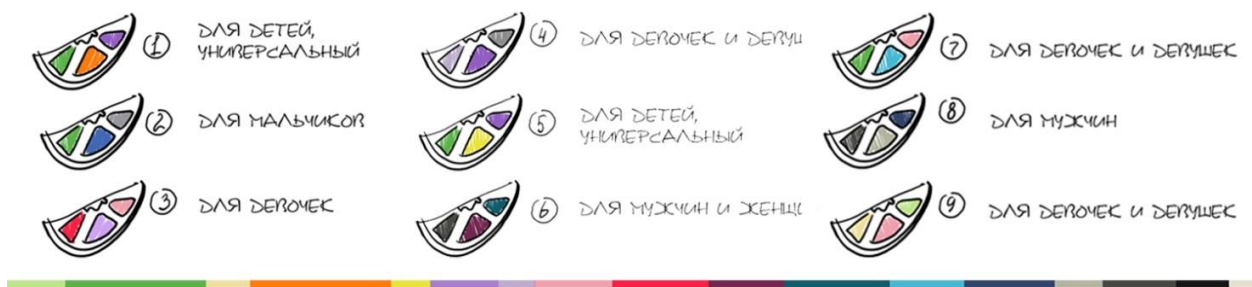 1 ДЛЯ ДЕТЕЙ,
УНИВЕРСАЛЬНЫЙ
2 ДЛЯ МАЛЬЧИКОВ
3 ДЛЯ ДЕВОЧЕК
4 ДЛЯ ДЕВОЧЕК И
5 ДЛЯ ДЕТЕЙ,
УНИВЕРСАЛЬНЫЙ
6 ДЛЯ МУЖЧИН И
7 ДЛЯ ДЕВОЧЕК И ДЕВУШЕК
8 ДЛЯ МУЖЧИН
9 ДЛЯ ДЕВОЧЕК И ДЕВУШЕК